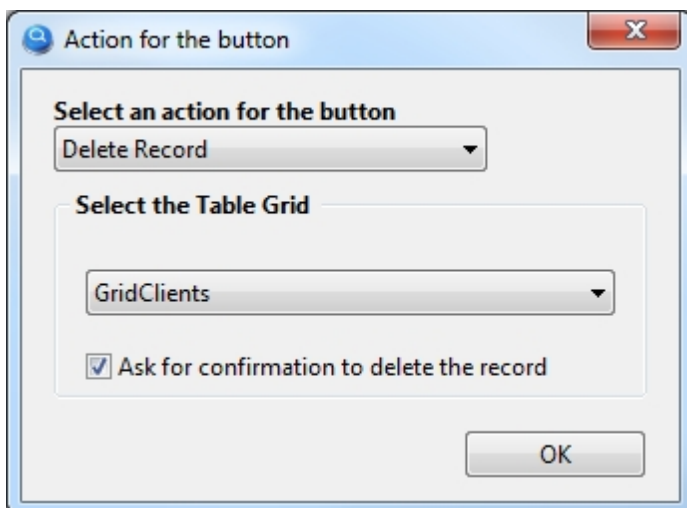 Action for the button
Select an action for the button
Delete Record
Select the Table Grid
GridClients
Ask for confirmation to delete the record
OK